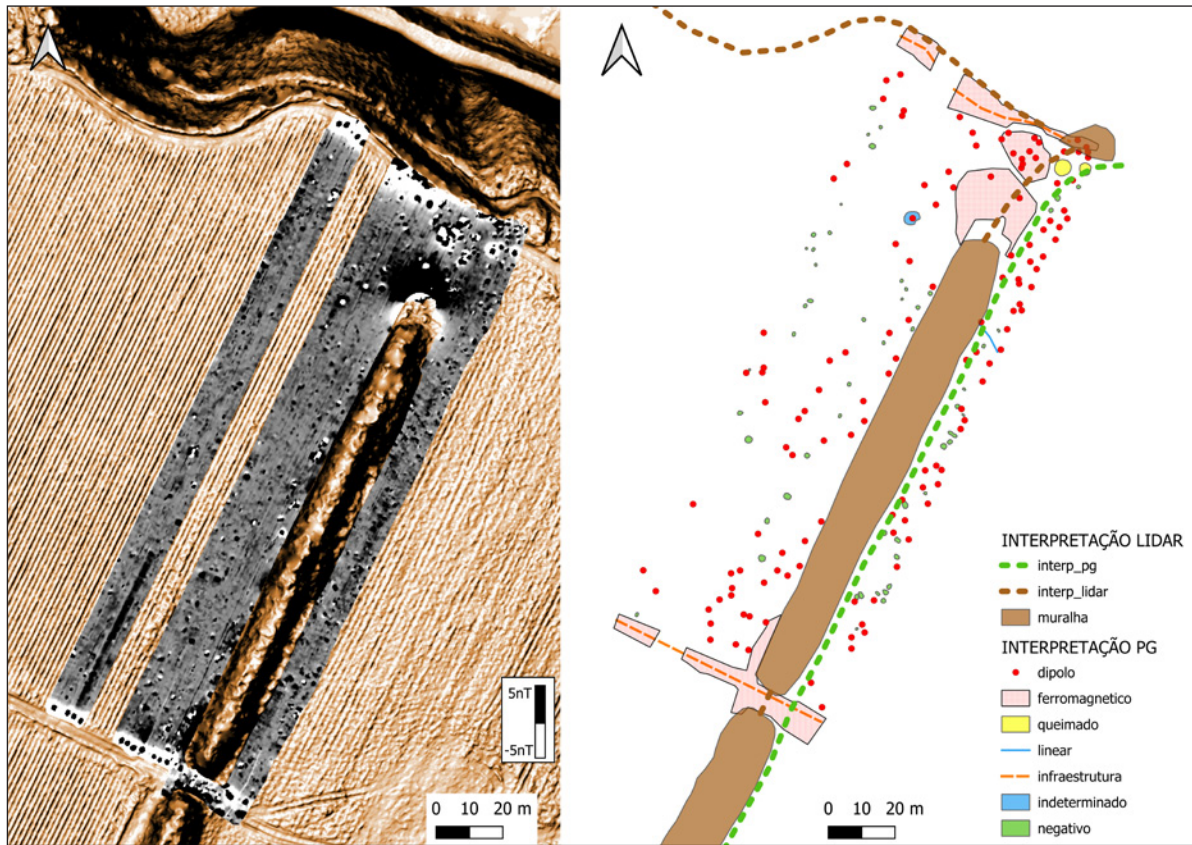 5nT
-5nT
0 10 20 m
INTERPRETAÇÃO LIDAR
interp_pg
interp_lidar
muralha
INTERPRETAÇÃO PG
dipolo
ferromagnetico
queimado
linear
infraestrutura
indeterminado
negativo
0 10 20 m